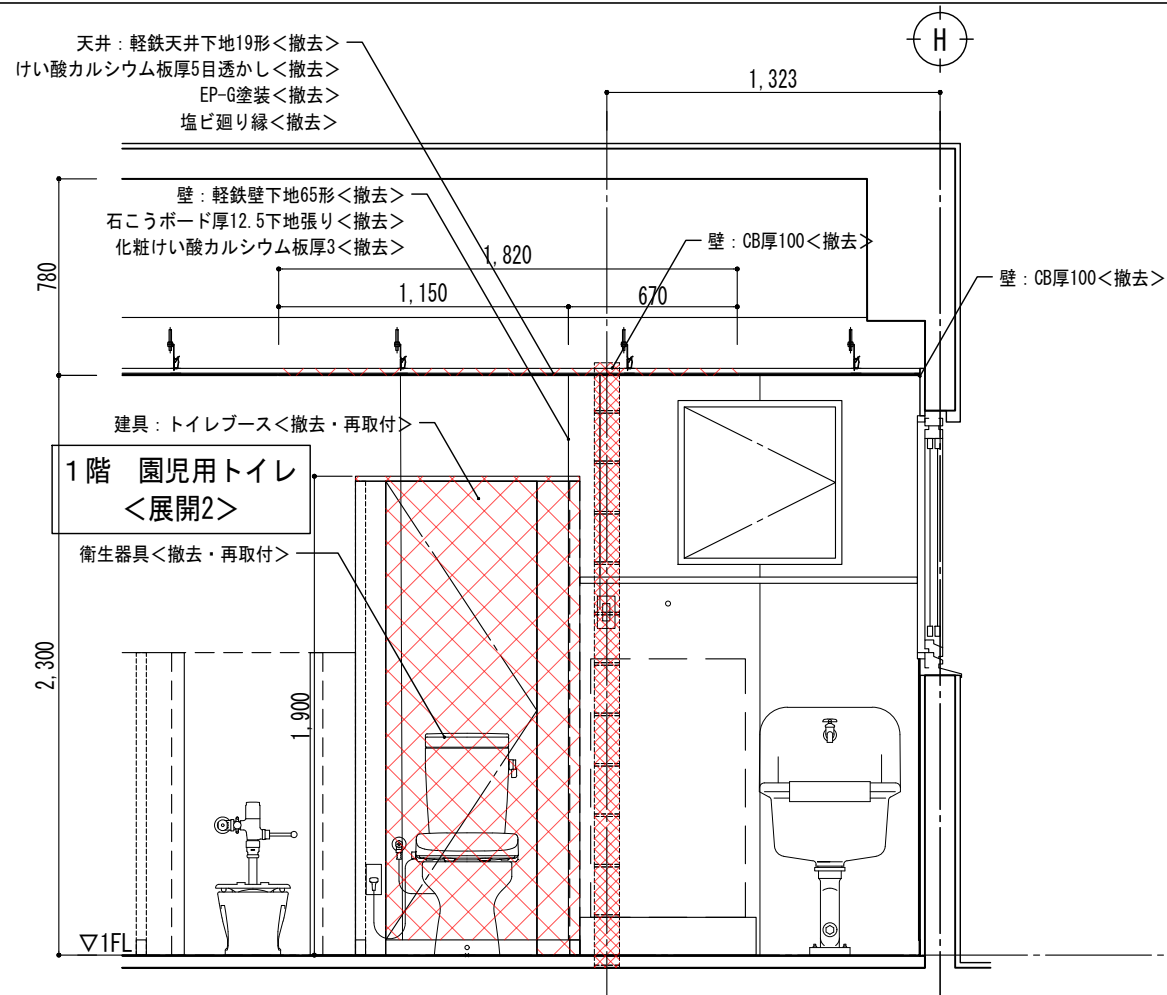 天井：軽鉄天井下地19形＜撤去＞
けい酸カルシウム板厚5目透かし＜撤去＞
EP-G塗装＜撤去＞
塩ビ廻り縁＜撤去＞
H
1,323
壁：軽鉄壁下地65形＜撤去＞
石こうボード厚12.5下地張り＜撤去＞
化粧けい酸カルシウム板厚3＜撤去＞
壁：CB厚100＜撤去＞
壁：CB厚100＜撤去＞
1,820
1,150
670
780
建具：トイレブース＜撤去・再取付＞
1階　園児用トイレ
＜展開2＞
衛生器具＜撤去・再取付＞
2,300
1,900
▽1FL